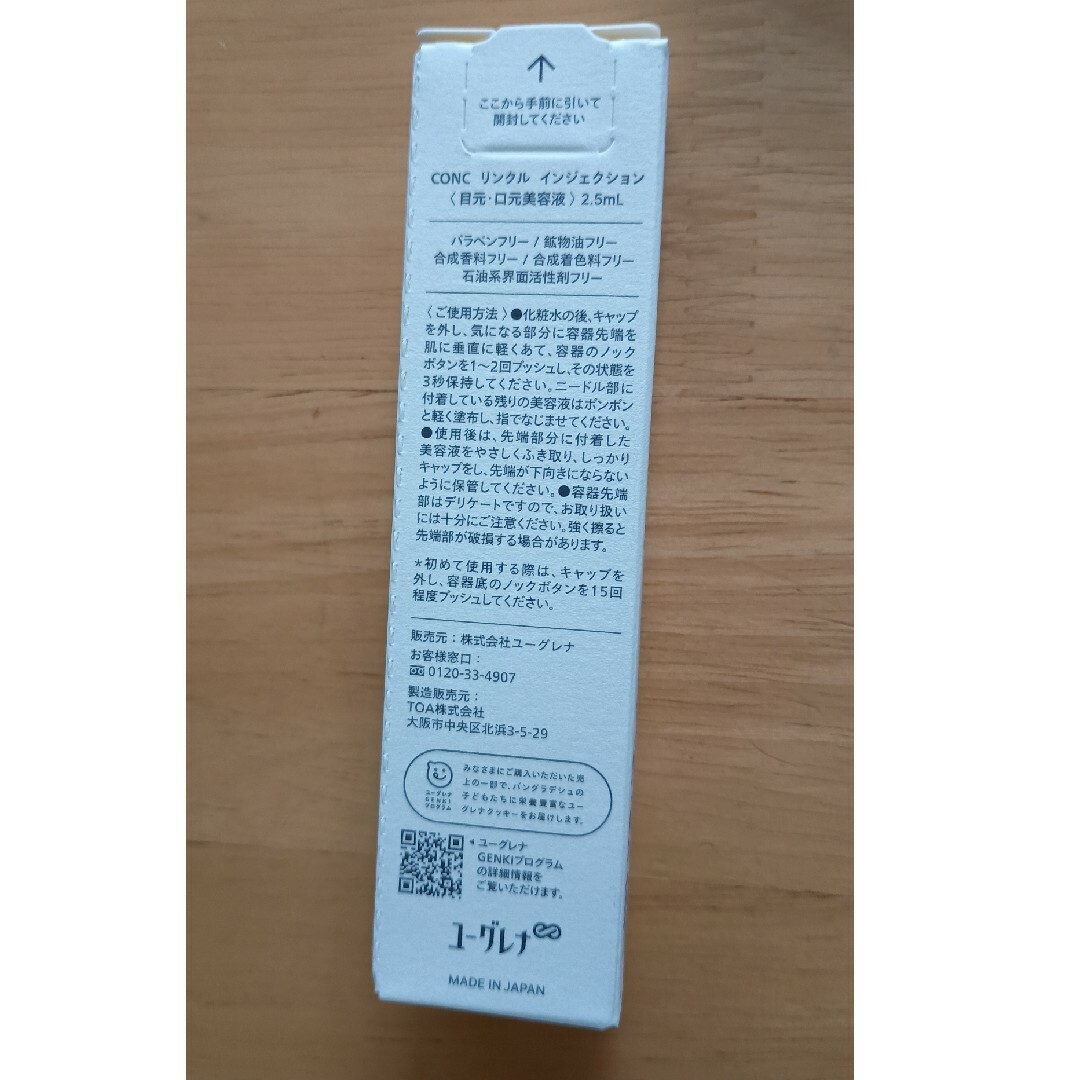 ↑
ここから手前に引いて
開封してください
CONC リンクル インジェクション
〈目元・口元美容液〉2.5mL
パラベンフリー / 鉱物油フリー
合成香料フリー / 合成着色料フリー
石油系界面活性剤フリー
〈ご使用方法〉●化粧水の後、キャップ
を外し、気になる部分に容器先端を
肌に垂直に軽くあて、容器のノック
ボタンを1〜2回プッシュし、その状態を
3秒保持してください。ニードル部に
付着している残りの美容液はポンポン
と軽く塗布し、指でなじませてください。
●使用後は、先端部分に付着した
美容液をやさしくふき取り、しっかり
キャップをし、先端が下向きにならない
ように保管してください。●容器先端
部はデリケートですので、お取り扱い
には十分にご注意ください。強く擦ると
先端部が破損する場合があります。
*初めて使用する際は、キャップを
外し、容器底のノックボタンを15回
程度プッシュしてください。
販売元：株式会社ユーグレナ
お客様窓口：
0120-33-4907
製造販売元：
TOA株式会社
大阪市中央区北浜3-5-29
ユーグレナ
GENKI
プログラム
みなさまにご購入いただいた売
上の一部で、バングラデシュの
子どもたちに栄養豊富なユー
グレナクッキーをお届けします。
ユーグレナ
GENKIプログラム
の詳細情報を
ご覧いただけます。
ユーグレナ
MADE IN JAPAN